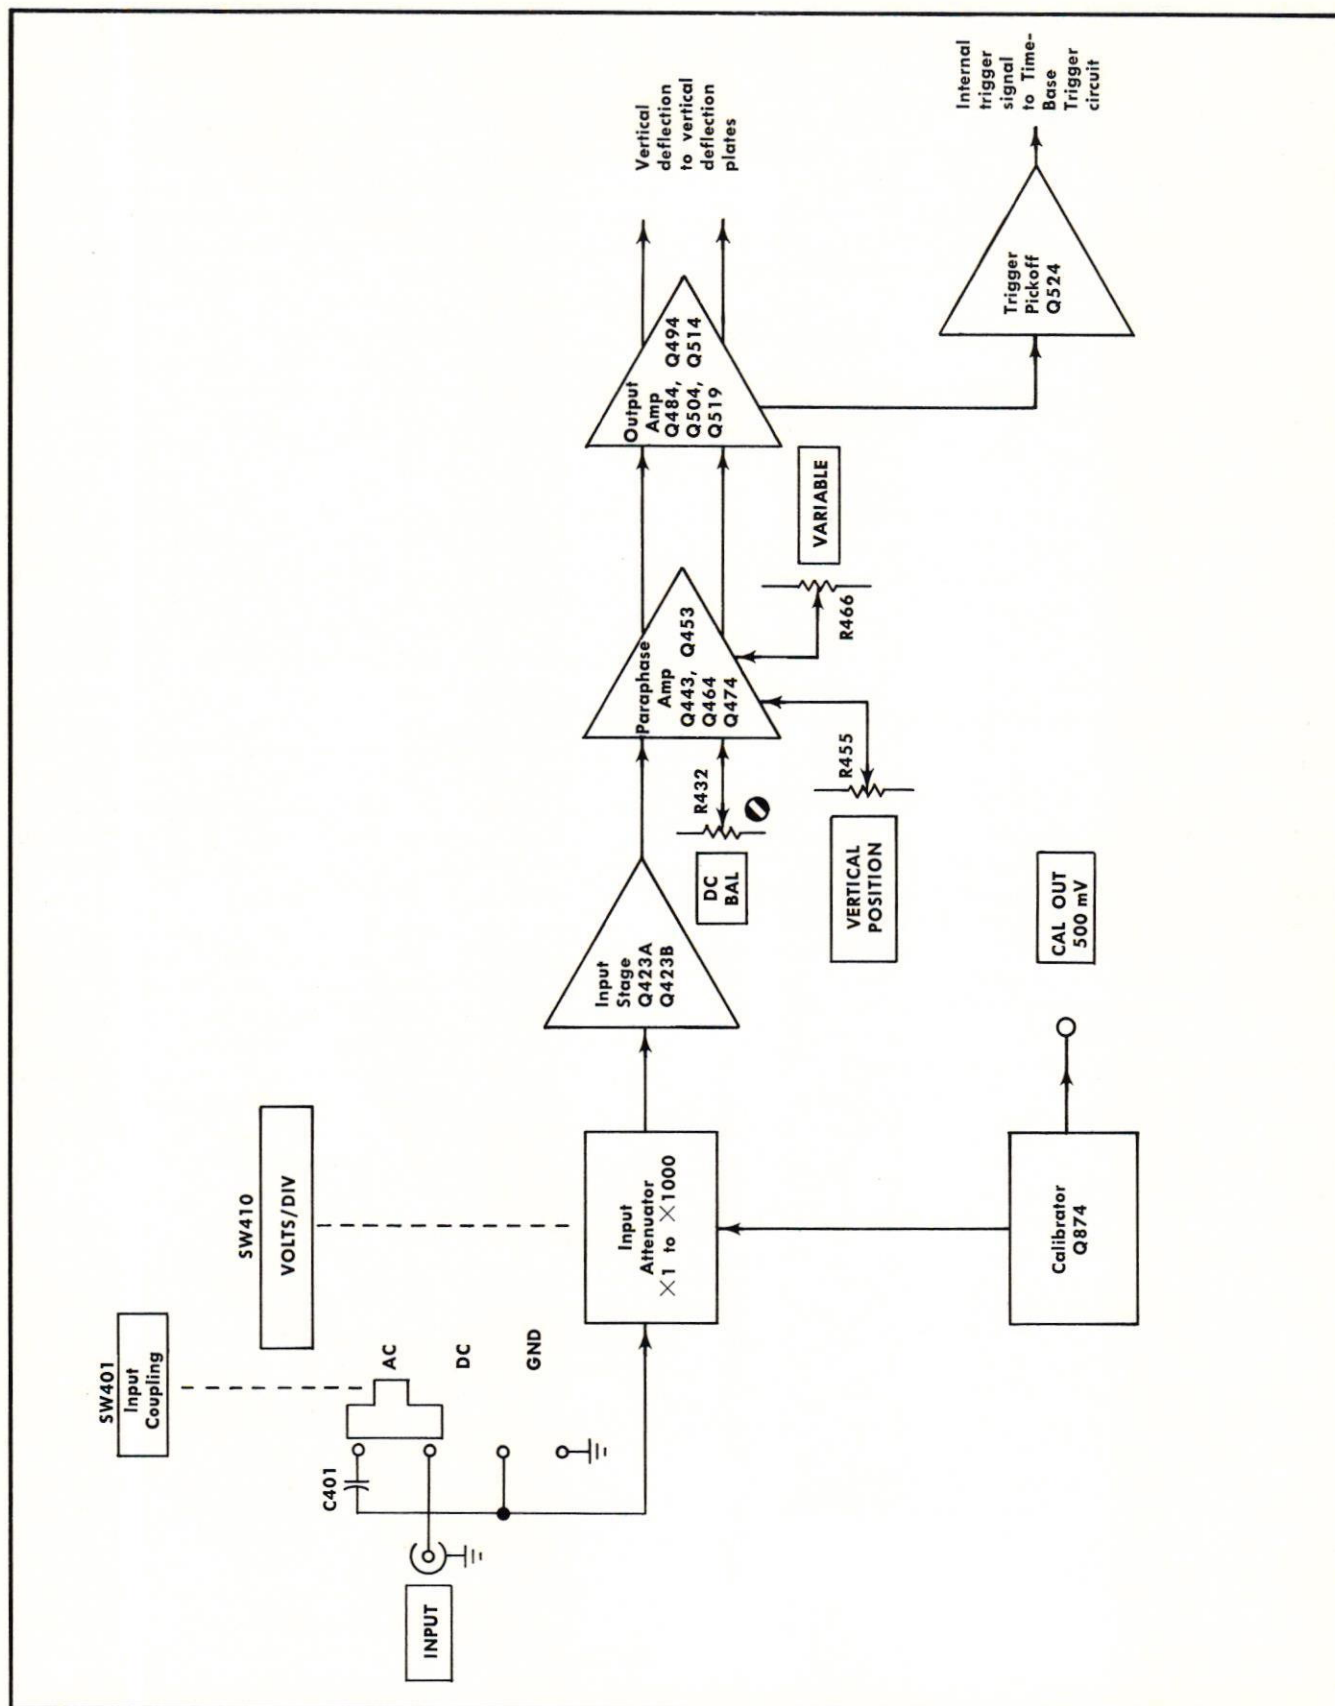 SW401
Input
Coupling
SW410
VOLTS/DIV
C401
AC
DC
GND
INPUT
Input
Attenuator
×1 to ×1000
Input
Stage
Q423A
Q423B
Paraphase
Amp
Q443, Q453
Q464
Q474
Output
Amp
Q484, Q494
Q504, Q514
Q519
Vertical
deflection
to vertical
deflection
plates
R432
DC
BAL
R455
VERTICAL
POSITION
R466
VARIABLE
Trigger
Pickoff
Q524
Internal
trigger
signal
to Time-
Base
Trigger
circuit
Calibrator
Q874
CAL OUT
500 mV